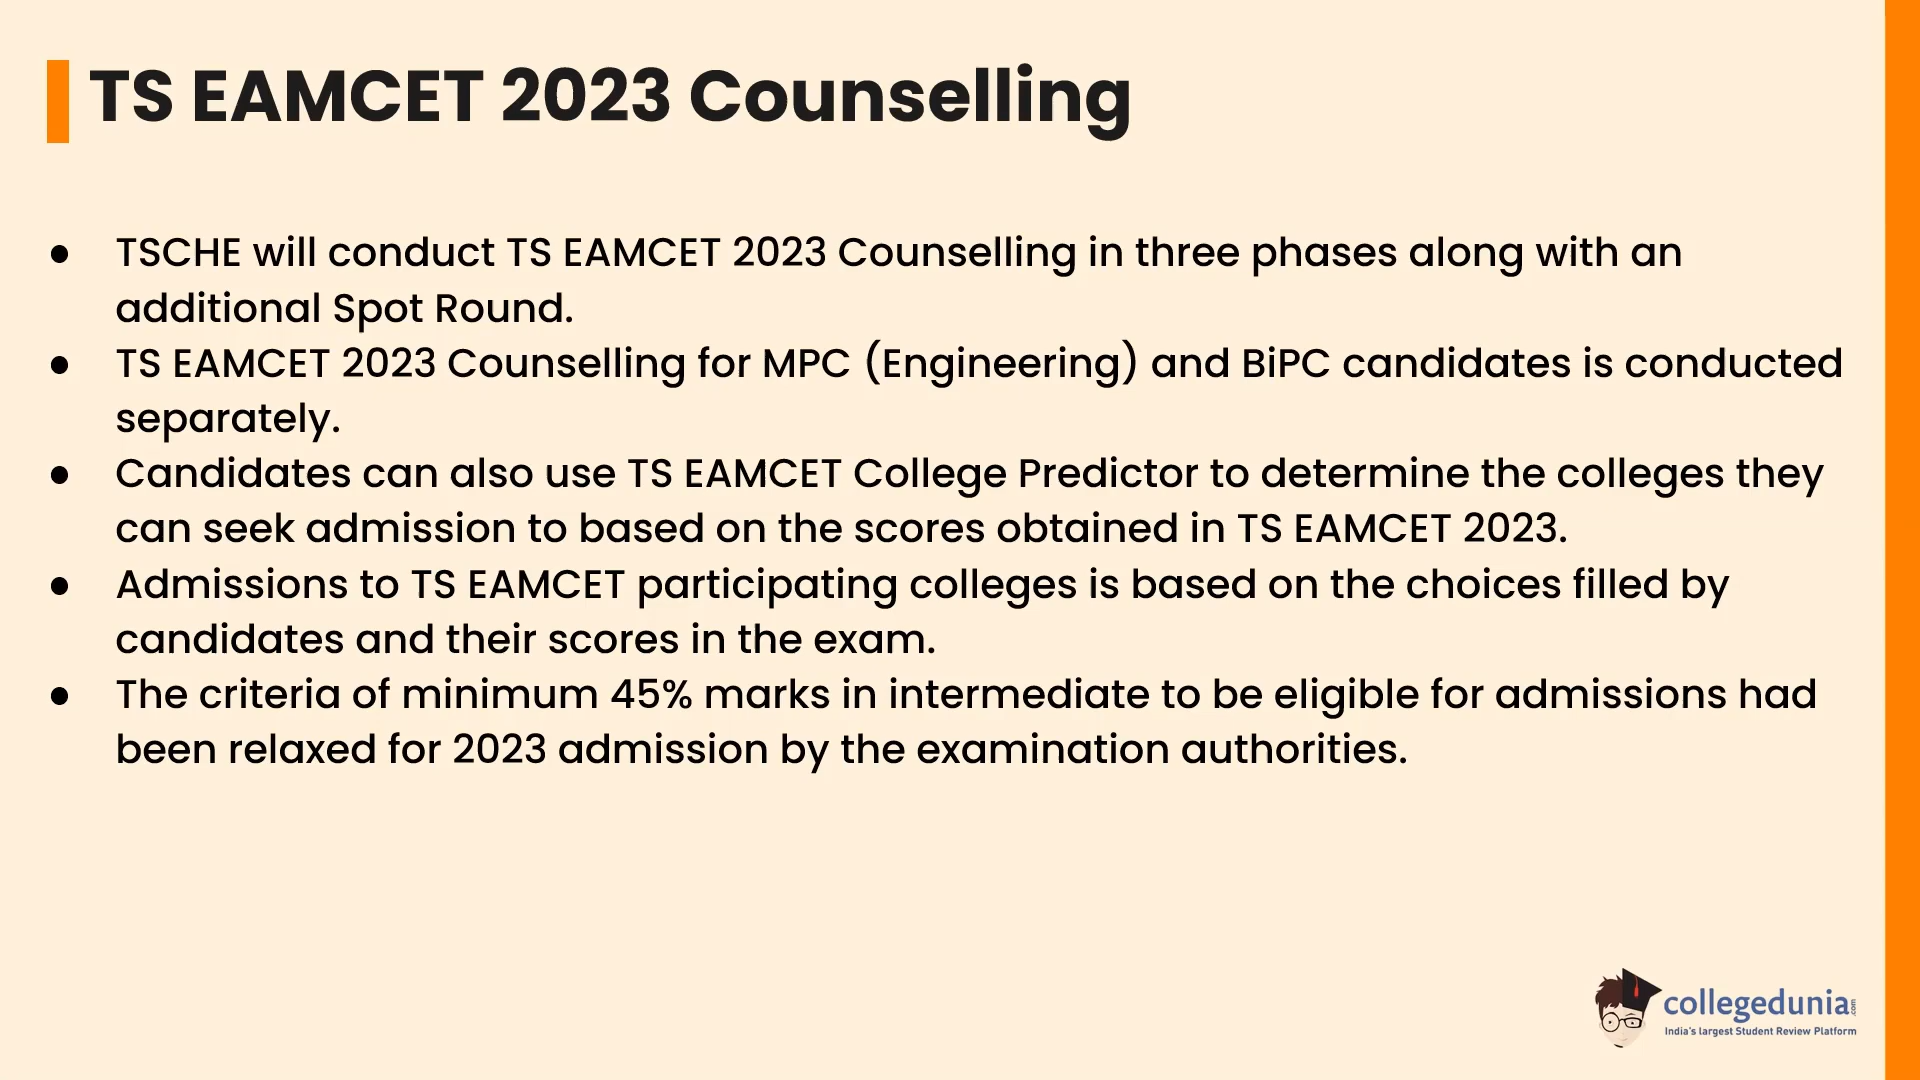 TS EAMCET 2023 Counselling
● TSCHE will conduct TS EAMCET 2023 Counselling in three phases along with an
additional Spot Round.
● TS EAMCET 2023 Counselling for MPC (Engineering) and BiPC candidates is conducted
separately.
● Candidates can also use TS EAMCET College Predictor to determine the colleges they
can seek admission to based on the scores obtained in TS EAMCET 2023.
● Admissions to TS EAMCET participating colleges is based on the choices filled by
candidates and their scores in the exam.
● The criteria of minimum 45% marks in intermediate to be eligible for admissions had
been relaxed for 2023 admission by the examination authorities.
collegedunia.com
India's largest Student Review Platform